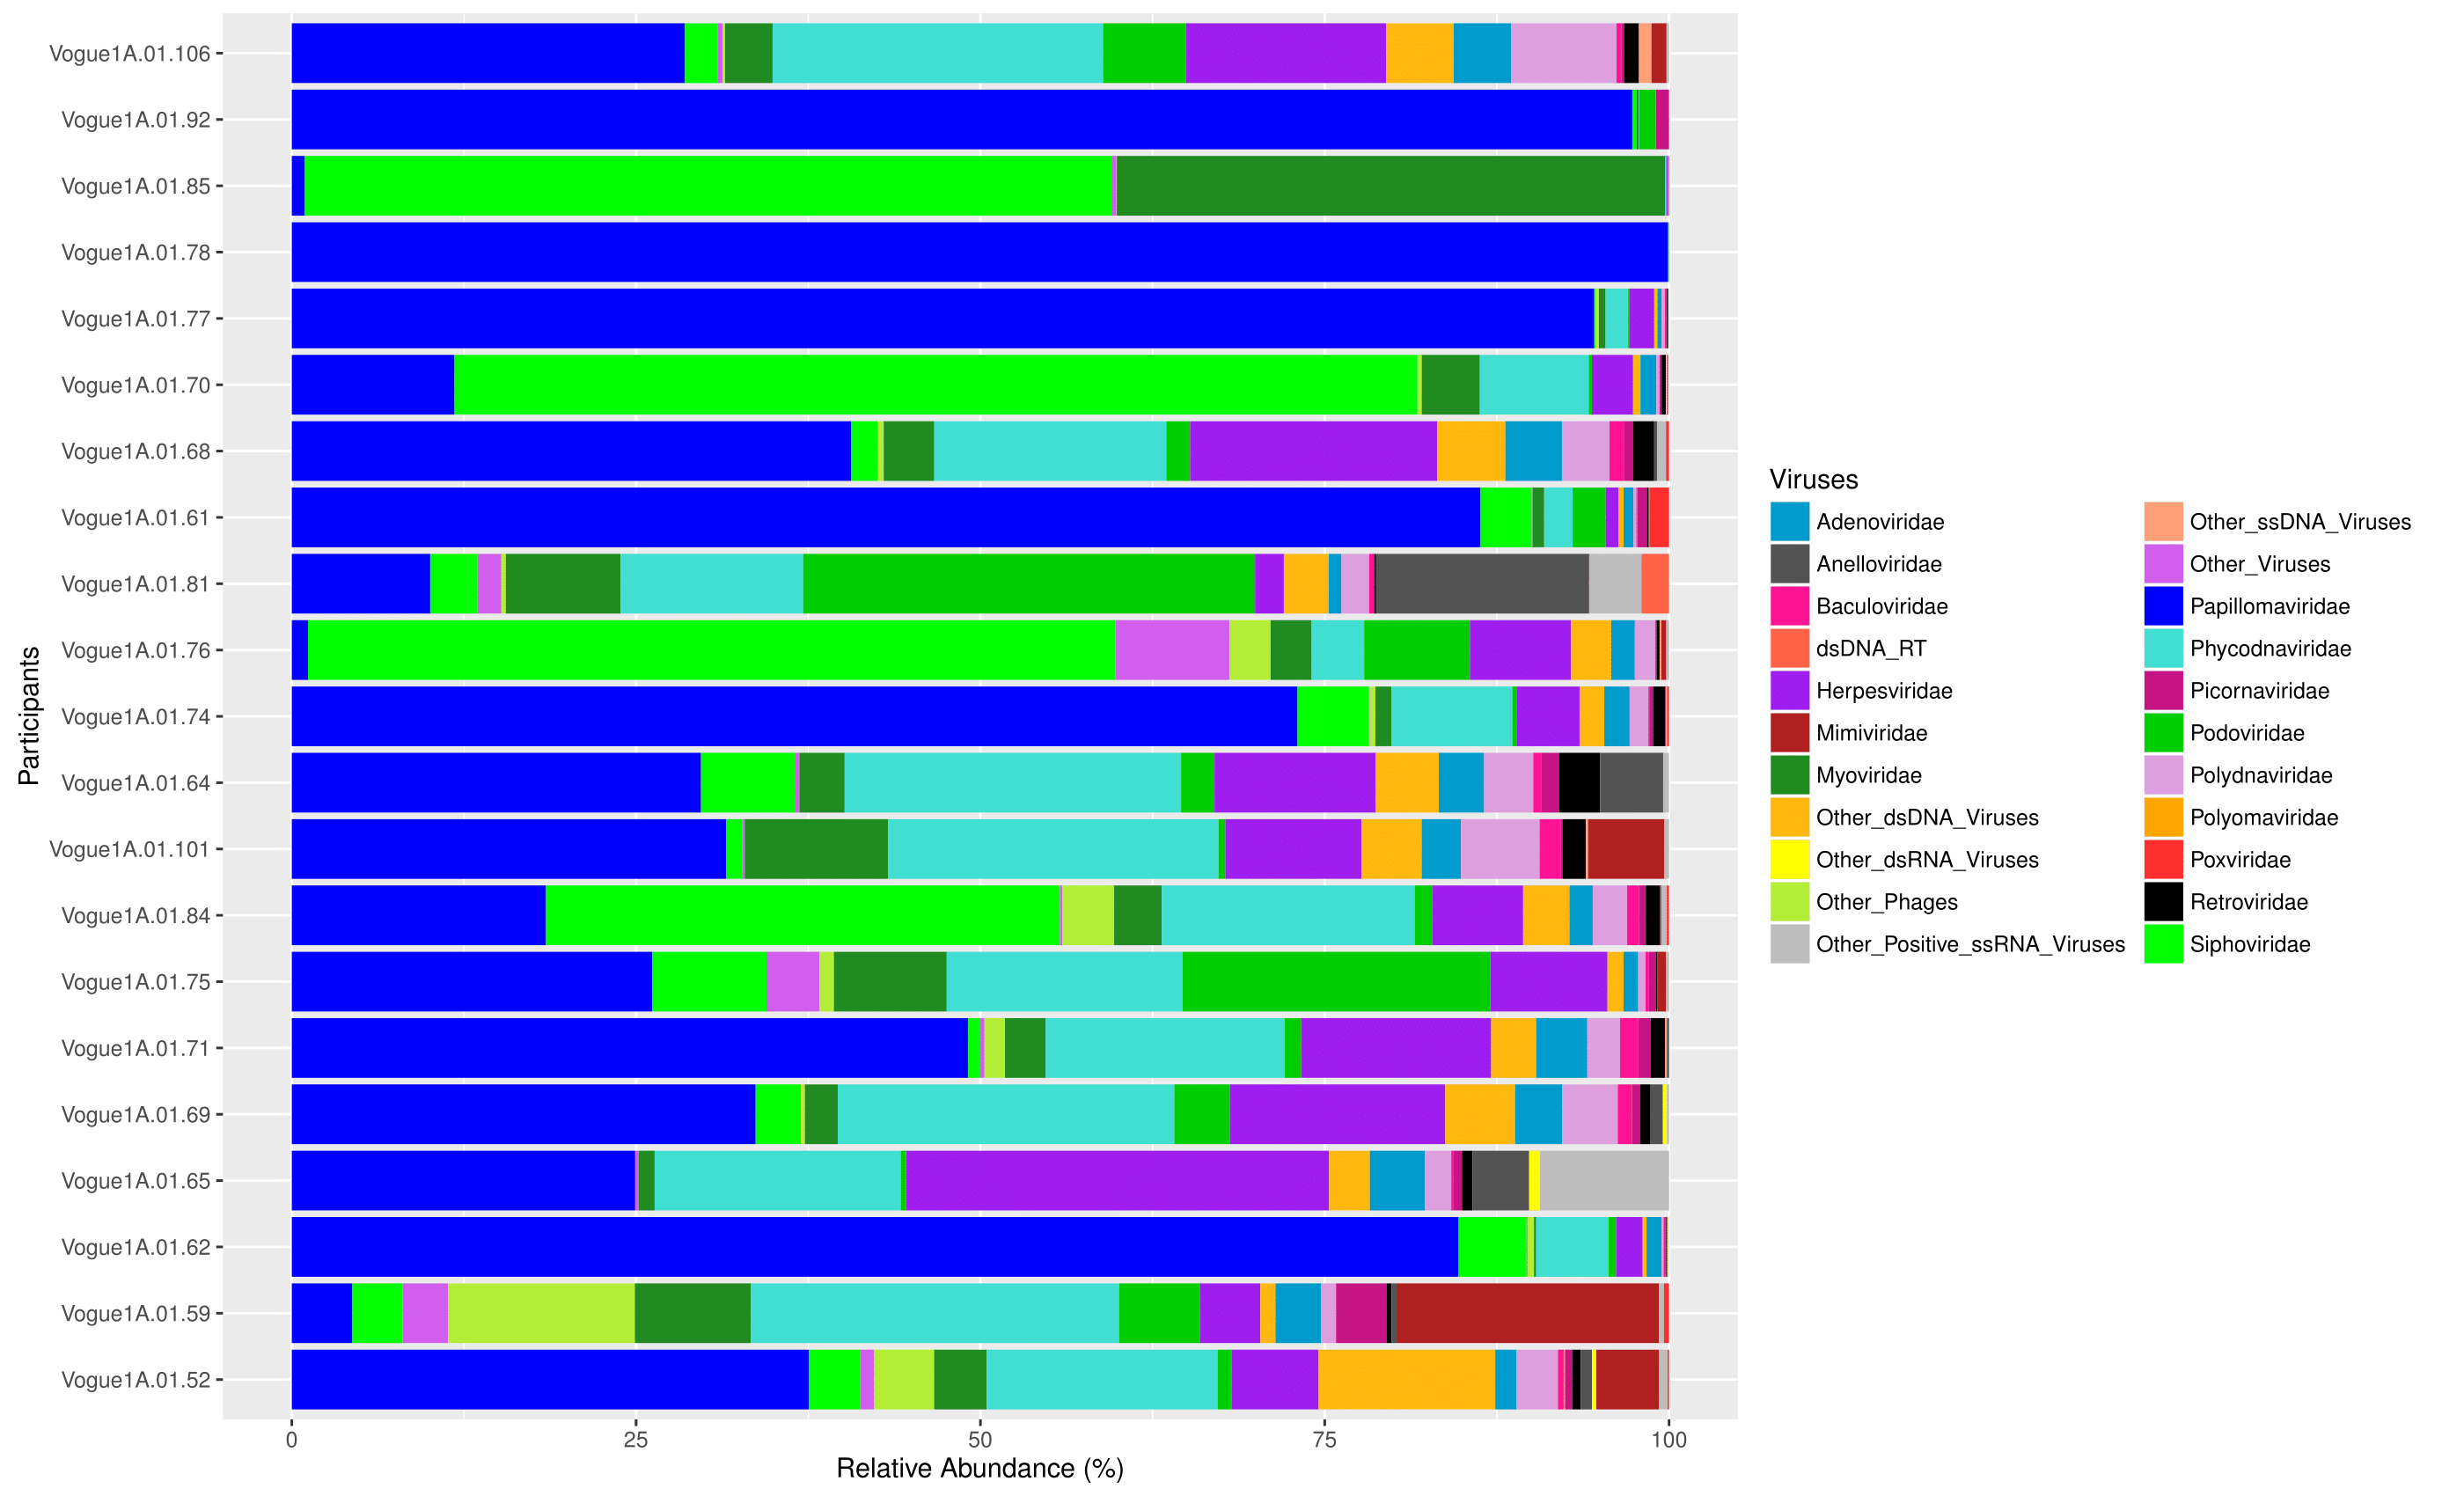 Vogue1A.01.106
Vogue1A.01.92
Vogue1A.01.85
Vogue1A.01.78
Vogue1A.01.77
Vogue1A.01.70
Vogue1A.01.68
Vogue1A.01.61
Vogue1A.01.81
Vogue1A.01.76
Vogue1A.01.74
Vogue1A.01.64
Vogue1A.01.101
Vogue1A.01.84
Vogue1A.01.75
Vogue1A.01.71
Vogue1A.01.69
Vogue1A.01.65
Vogue1A.01.62
Vogue1A.01.59
Vogue1A.01.52
Participants
0 25 50 75 100
Relative Abundance (%)
Viruses
Adenoviridae
Anelloviridae
Baculoviridae
dsDNA_RT
Herpesviridae
Mimiviridae
Myoviridae
Other_dsDNA_Viruses
Other_dsRNA_Viruses
Other_Phages
Other_Positive_ssRNA_Viruses
Other_ssDNA_Viruses
Other_Viruses
Papillomaviridae
Phycodnaviridae
Picornaviridae
Podoviridae
Polydnaviridae
Polyomaviridae
Poxviridae
Retroviridae
Siphoviridae